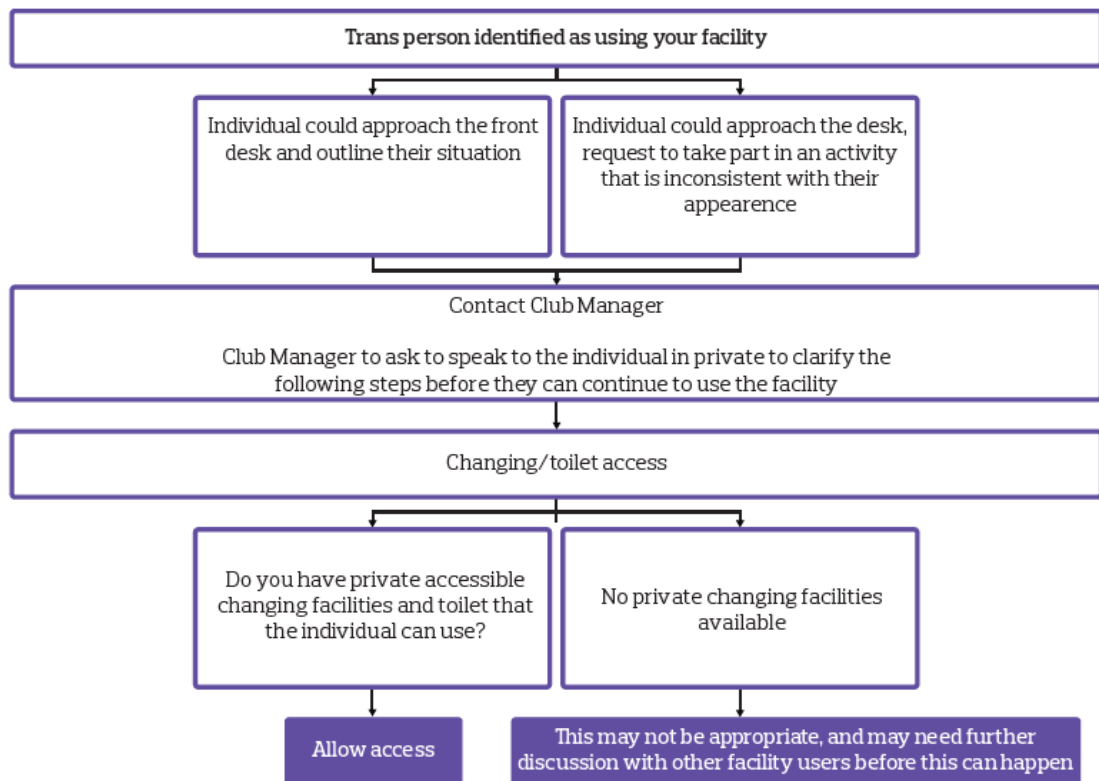 Trans person identified as using your facility
Individual could approach the front
desk and outline their situation
Individual could approach the desk,
request to take part in an activity
that is inconsistent with their
appearence
Contact Club Manager
Club Manager to ask to speak to the individual in private to clarify the
following steps before they can continue to use the facility
Changing/toilet access
Do you have private accessible
changing facilities and toilet that
the individual can use?
No private changing facilities
available
Allow access
This may not be appropriate, and may need further
discussion with other facility users before this can happen